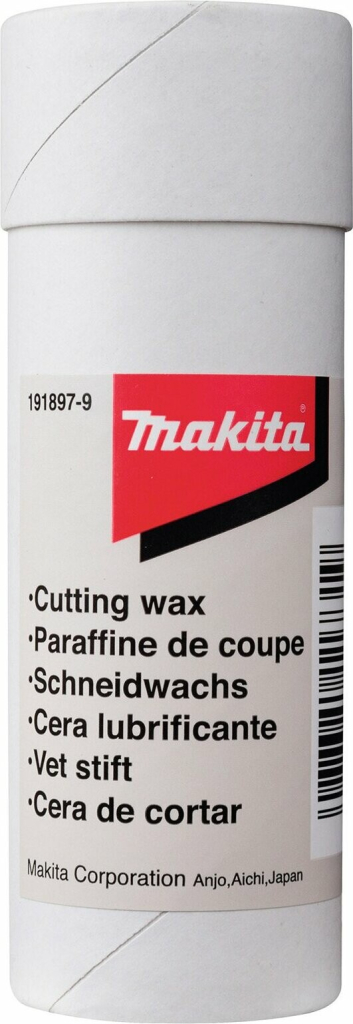 191897-9
makita®
·Cutting wax
·Paraffine de coupe
·Schneidwachs
·Cera lubrificante
·Vet stift
·Cera de cortar
Makita Corporation Anjo,Aichi,Japan